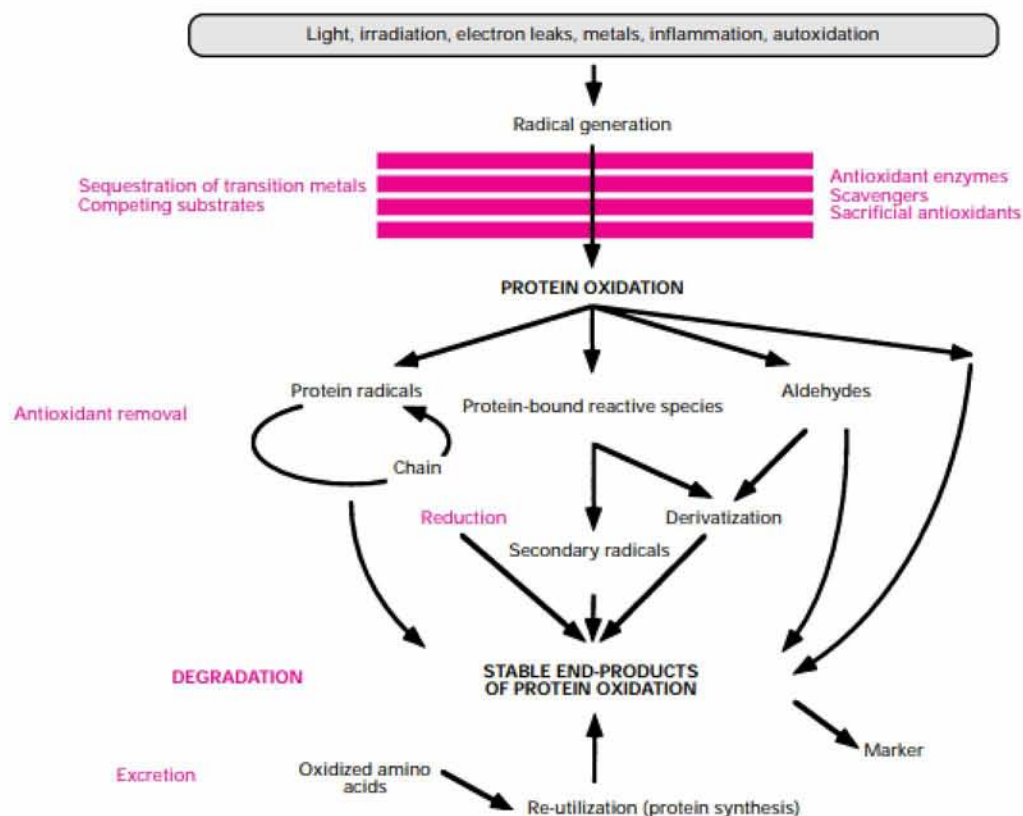 Light, irradiation, electron leaks, metals, inflammation, autoxidation
Radical generation
Sequestration of transition metals
Competing substrates
Antioxidant enzymes
Scavengers
Sacrificial antioxidants
PROTEIN OXIDATION
Protein radicals
Protein-bound reactive species
Aldehydes
Antioxidant removal
Chain
Reduction
Derivatization
Secondary radicals
DEGRADATION
STABLE END-PRODUCTS
OF PROTEIN OXIDATION
Marker
Excretion
Oxidized amino
acids
Re-utilization (protein synthesis)